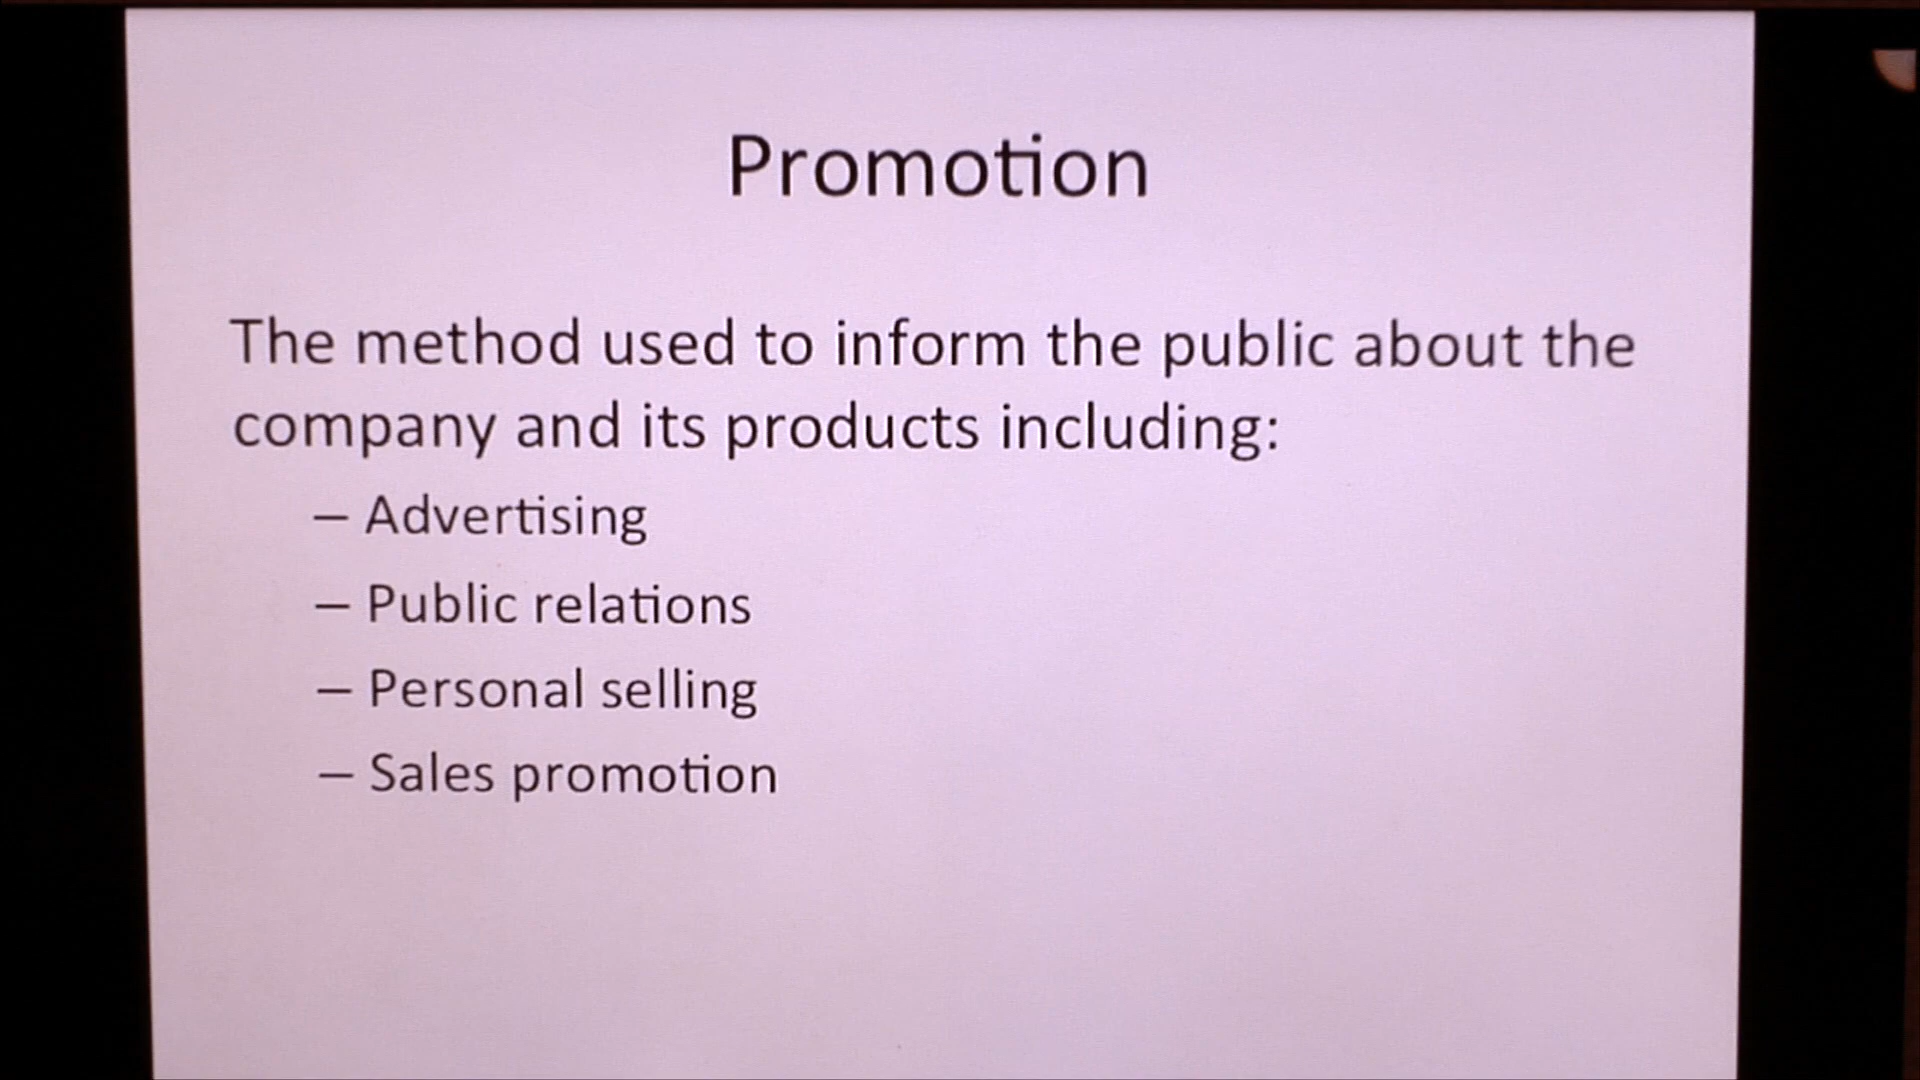 Promotion
The method used to inform the public about the
company and its products including:
– Advertising
– Public relations
– Personal selling
– Sales promotion